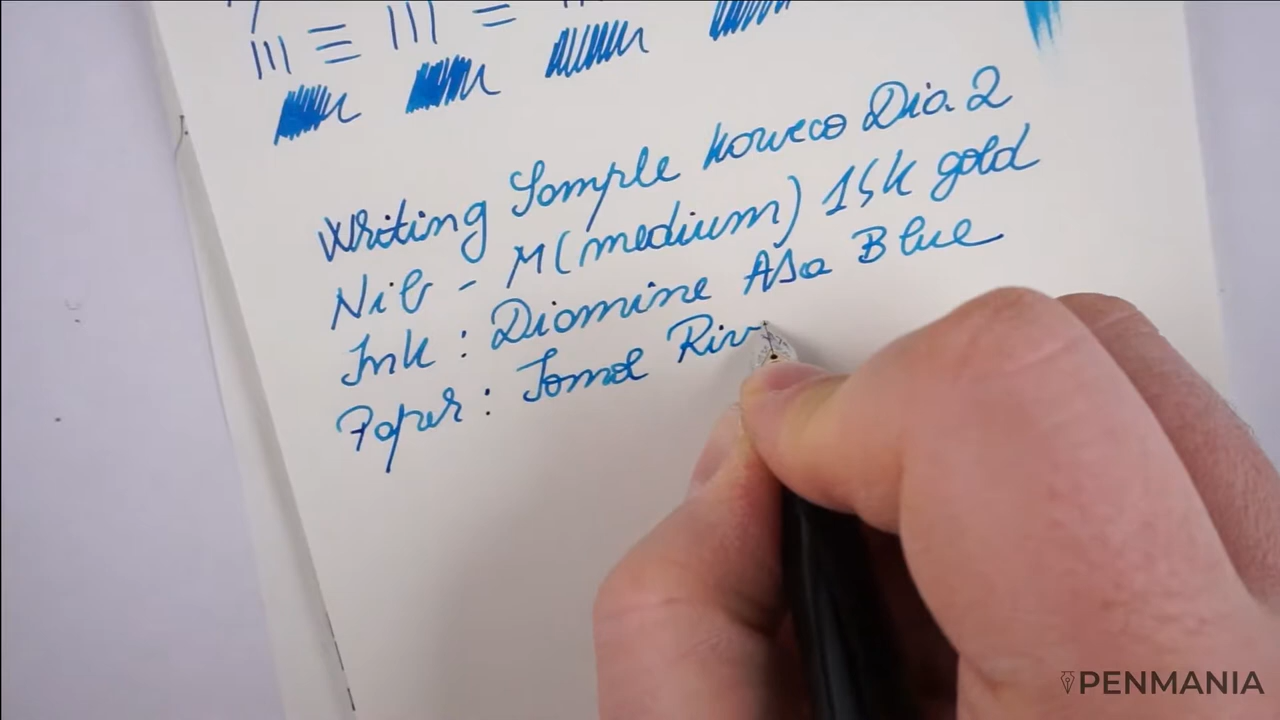 Writing Sample Kaweco Dia 2
Nib - M (medium) 14k gold
Ink : Diamine Asa Blue
Paper : Tomoe Riv
PENMANIA